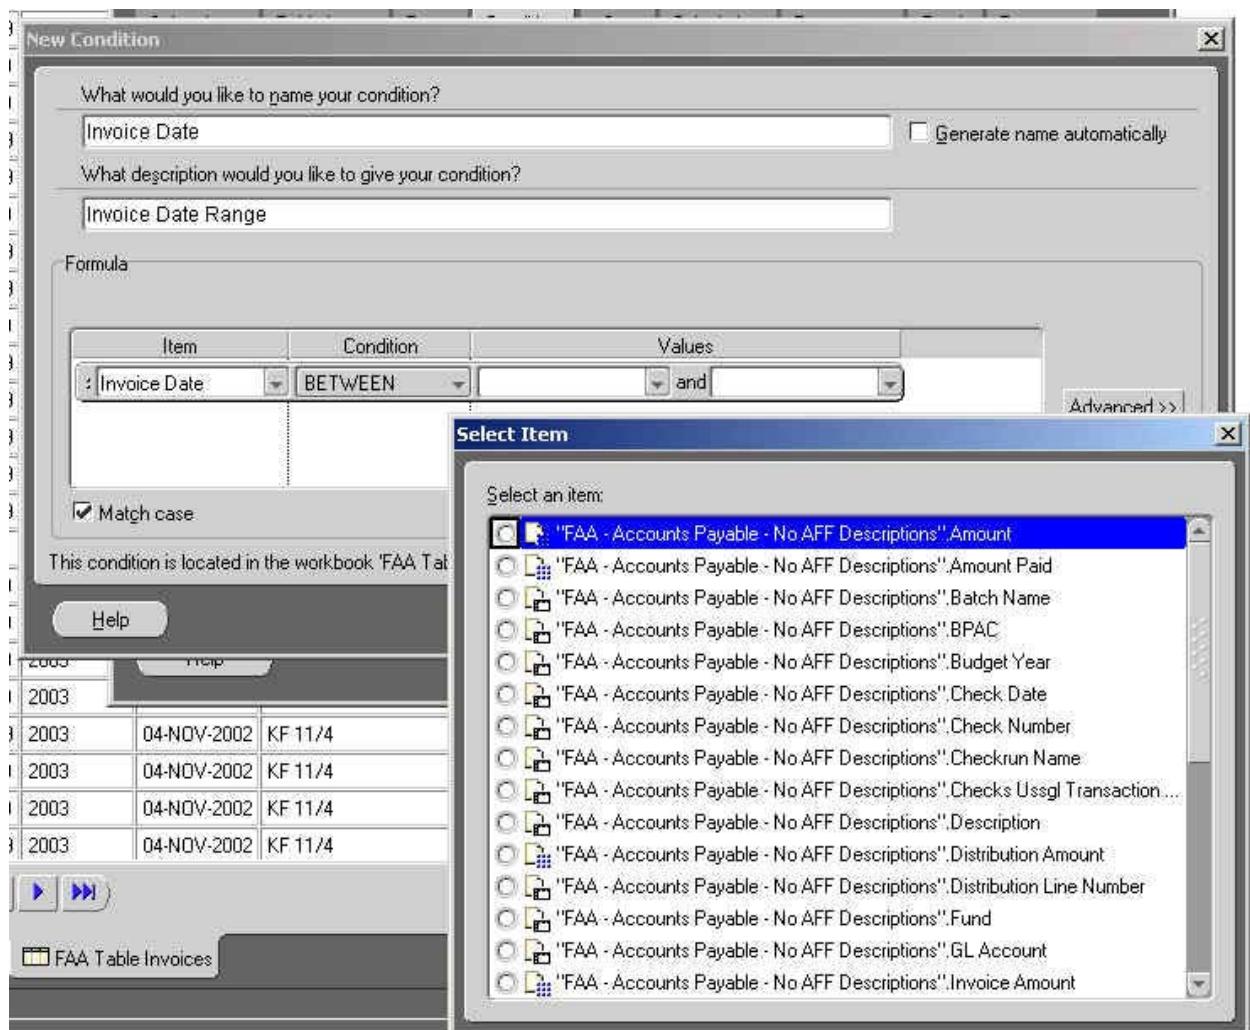 New Condition
What would you like to name your condition?
Invoice Date
Generate name automatically
What description would you like to give your condition?
Invoice Date Range
Formula
Item Condition Values
Invoice Date BETWEEN and
Advanced >>
Match case
This condition is located in the workbook 'FAA Tab
Help
Select Item
Select an item:
"FAA - Accounts Payable - No AFF Descriptions".Amount
"FAA - Accounts Payable - No AFF Descriptions".Amount Paid
"FAA - Accounts Payable - No AFF Descriptions".Batch Name
"FAA - Accounts Payable - No AFF Descriptions".BPAC
"FAA - Accounts Payable - No AFF Descriptions".Budget Year
"FAA - Accounts Payable - No AFF Descriptions".Check Date
"FAA - Accounts Payable - No AFF Descriptions".Check Number
"FAA - Accounts Payable - No AFF Descriptions".Checkrun Name
"FAA - Accounts Payable - No AFF Descriptions".Checks Ussgl Transaction ...
"FAA - Accounts Payable - No AFF Descriptions".Description
"FAA - Accounts Payable - No AFF Descriptions".Distribution Amount
"FAA - Accounts Payable - No AFF Descriptions".Distribution Line Number
"FAA - Accounts Payable - No AFF Descriptions".Fund
"FAA - Accounts Payable - No AFF Descriptions".GL Account
"FAA - Accounts Payable - No AFF Descriptions".Invoice Amount
2003 Help
2003
2003 04-NOV-2002 KF 11/4
2003 04-NOV-2002 KF 11/4
2003 04-NOV-2002 KF 11/4
2003 04-NOV-2002 KF 11/4
FAA Table Invoices